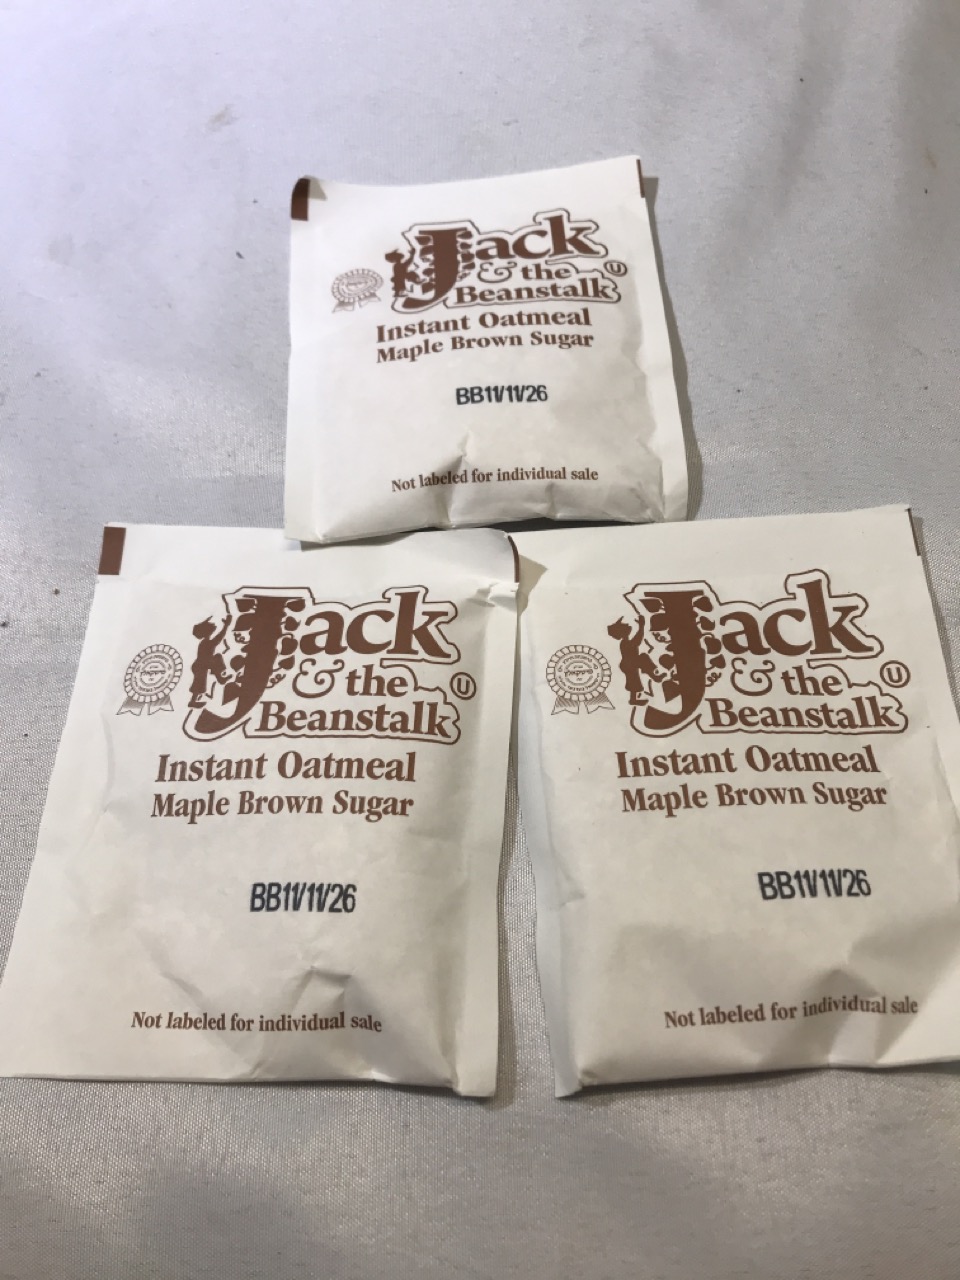 Jack
& the
Beanstalk
U
Instant Oatmeal
Maple Brown Sugar
BB11/11/26
Not labeled for individual sale
Jack
& the
Beanstalk
U
Instant Oatmeal
Maple Brown Sugar
BB11/11/26
Not labeled for individual sale
Jack
& the
Beanstalk
U
Instant Oatmeal
Maple Brown Sugar
BB11/11/26
Not labeled for individual sale